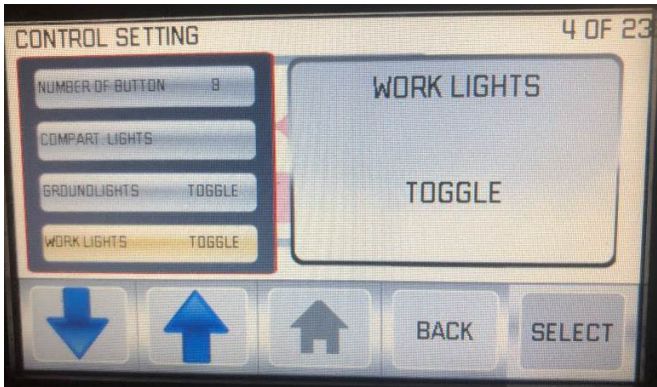 CONTROL SETTING
4 OF 23
NUMBER OF BUTTON 9
COMPART. LIGHTS
GROUNDLIGHTS TOGGLE
WORK LIGHTS TOGGLE
WORK LIGHTS
TOGGLE
BACK
SELECT